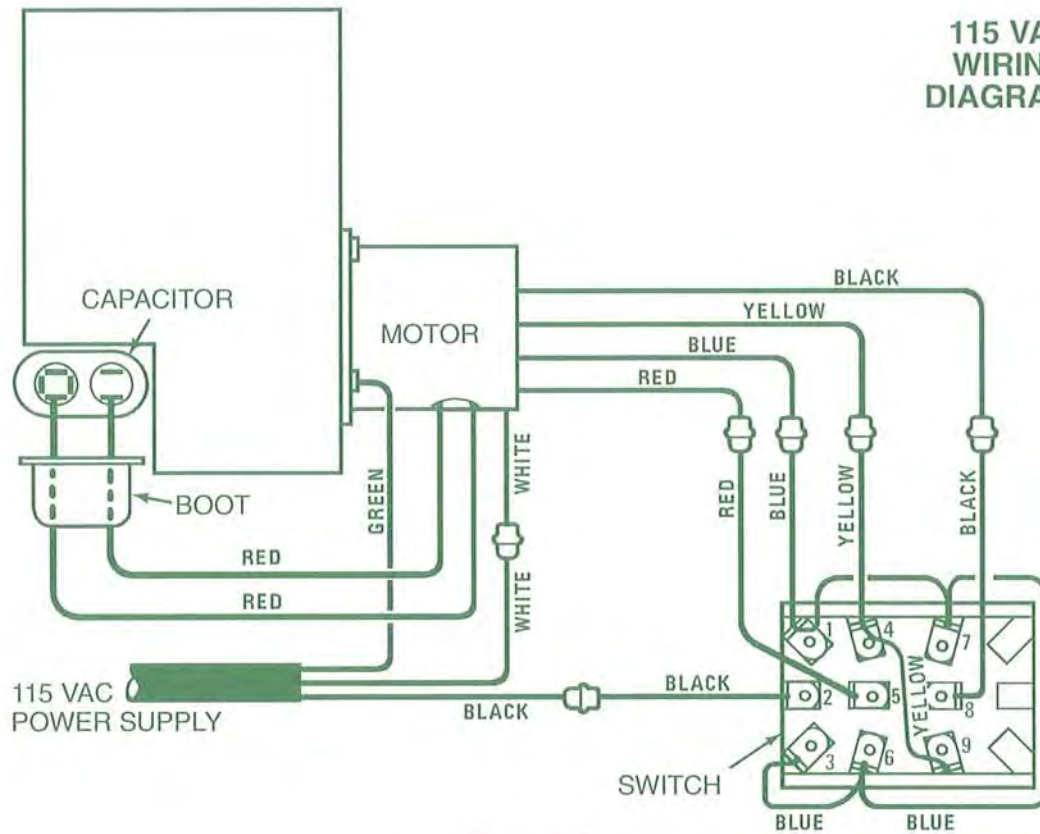 115 VA
WIRIN
DIAGRA
CAPACITOR
MOTOR
BLACK
YELLOW
BLUE
RED
BOOT
GREEN
WHITE
RED
BLUE
YELLOW
BLACK
RED
RED
WHITE
1
4
7
2
5
8
YELLOW
3
6
9
115 VAC
POWER SUPPLY
BLACK
BLACK
SWITCH
BLUE
BLUE